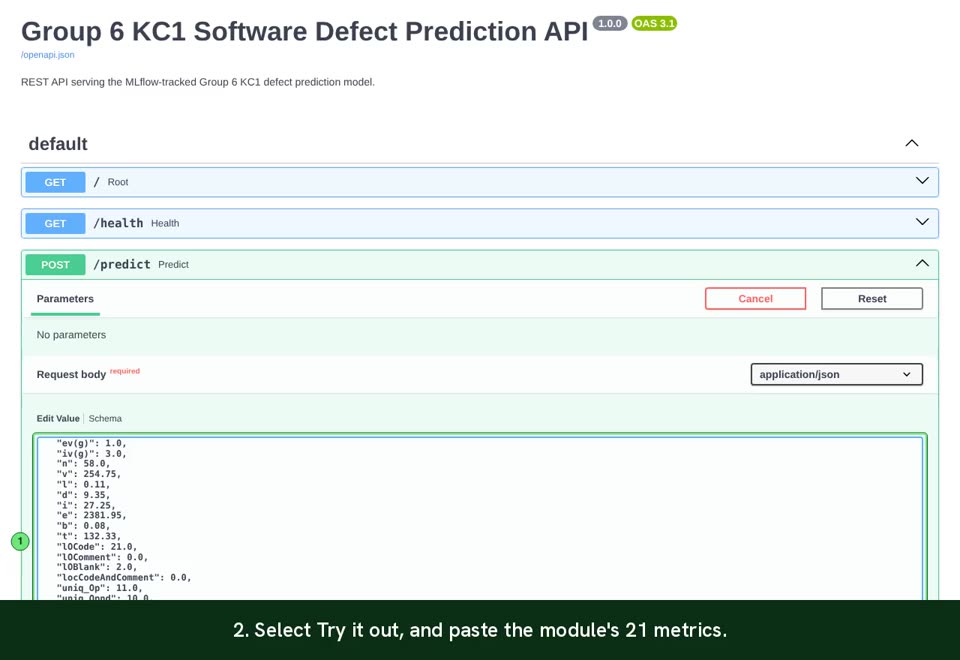 Group 6 KC1 Software Defect Prediction API 1.0.0 OAS 3.1
/openapi.json
REST API serving the MLflow-tracked Group 6 KC1 defect prediction model.
default
GET / Root
GET /health Health
POST /predict Predict
Parameters Cancel Reset
No parameters
Request body required application/json
Edit Value Schema
"ev(g)": 1.0,
"iv(g)": 3.0,
"n": 58.0,
"v": 254.75,
"l": 0.11,
"d": 9.35,
"i": 27.25,
"e": 2381.95,
"b": 0.08,
"t": 132.33,
1
"lOCode": 21.0,
"lOComment": 0.0,
"lOBlank": 2.0,
"locCodeAndComment": 0.0,
"uniq_Op": 11.0,
"uniq_Opnd": 10.0,
2. Select Try it out, and paste the module's 21 metrics.